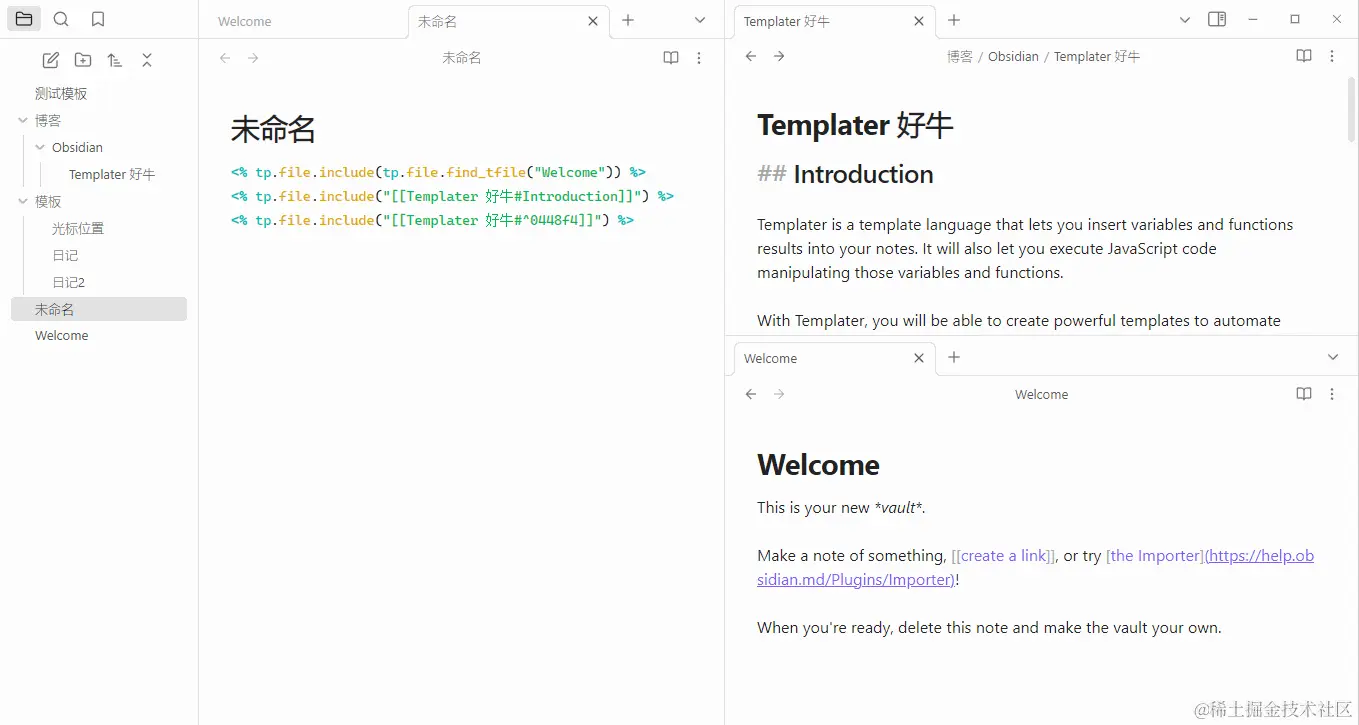 Welcome
未命名
Templater 好牛
测试模板
博客
Obsidian
Templater 好牛
模板
光标位置
日记
日记2
未命名
Welcome
未命名
未命名
<% tp.file.include(tp.file.find_tfile("Welcome")) %>
<% tp.file.include("[[Templater 好牛#Introduction]]") %>
<% tp.file.include("[[Templater 好牛#^0448f4]]") %>
博客 / Obsidian / Templater 好牛
Templater 好牛
## Introduction
Templater is a template language that lets you insert variables and functions
results into your notes. It will also let you execute JavaScript code
manipulating those variables and functions.
With Templater, you will be able to create powerful templates to automate
Welcome
Welcome
Welcome
This is your new *vault*.
Make a note of something, [[create a link]], or try [the Importer](https://help.ob
sidian.md/Plugins/Importer)!
When you're ready, delete this note and make the vault your own.
@稀土掘金技术社区